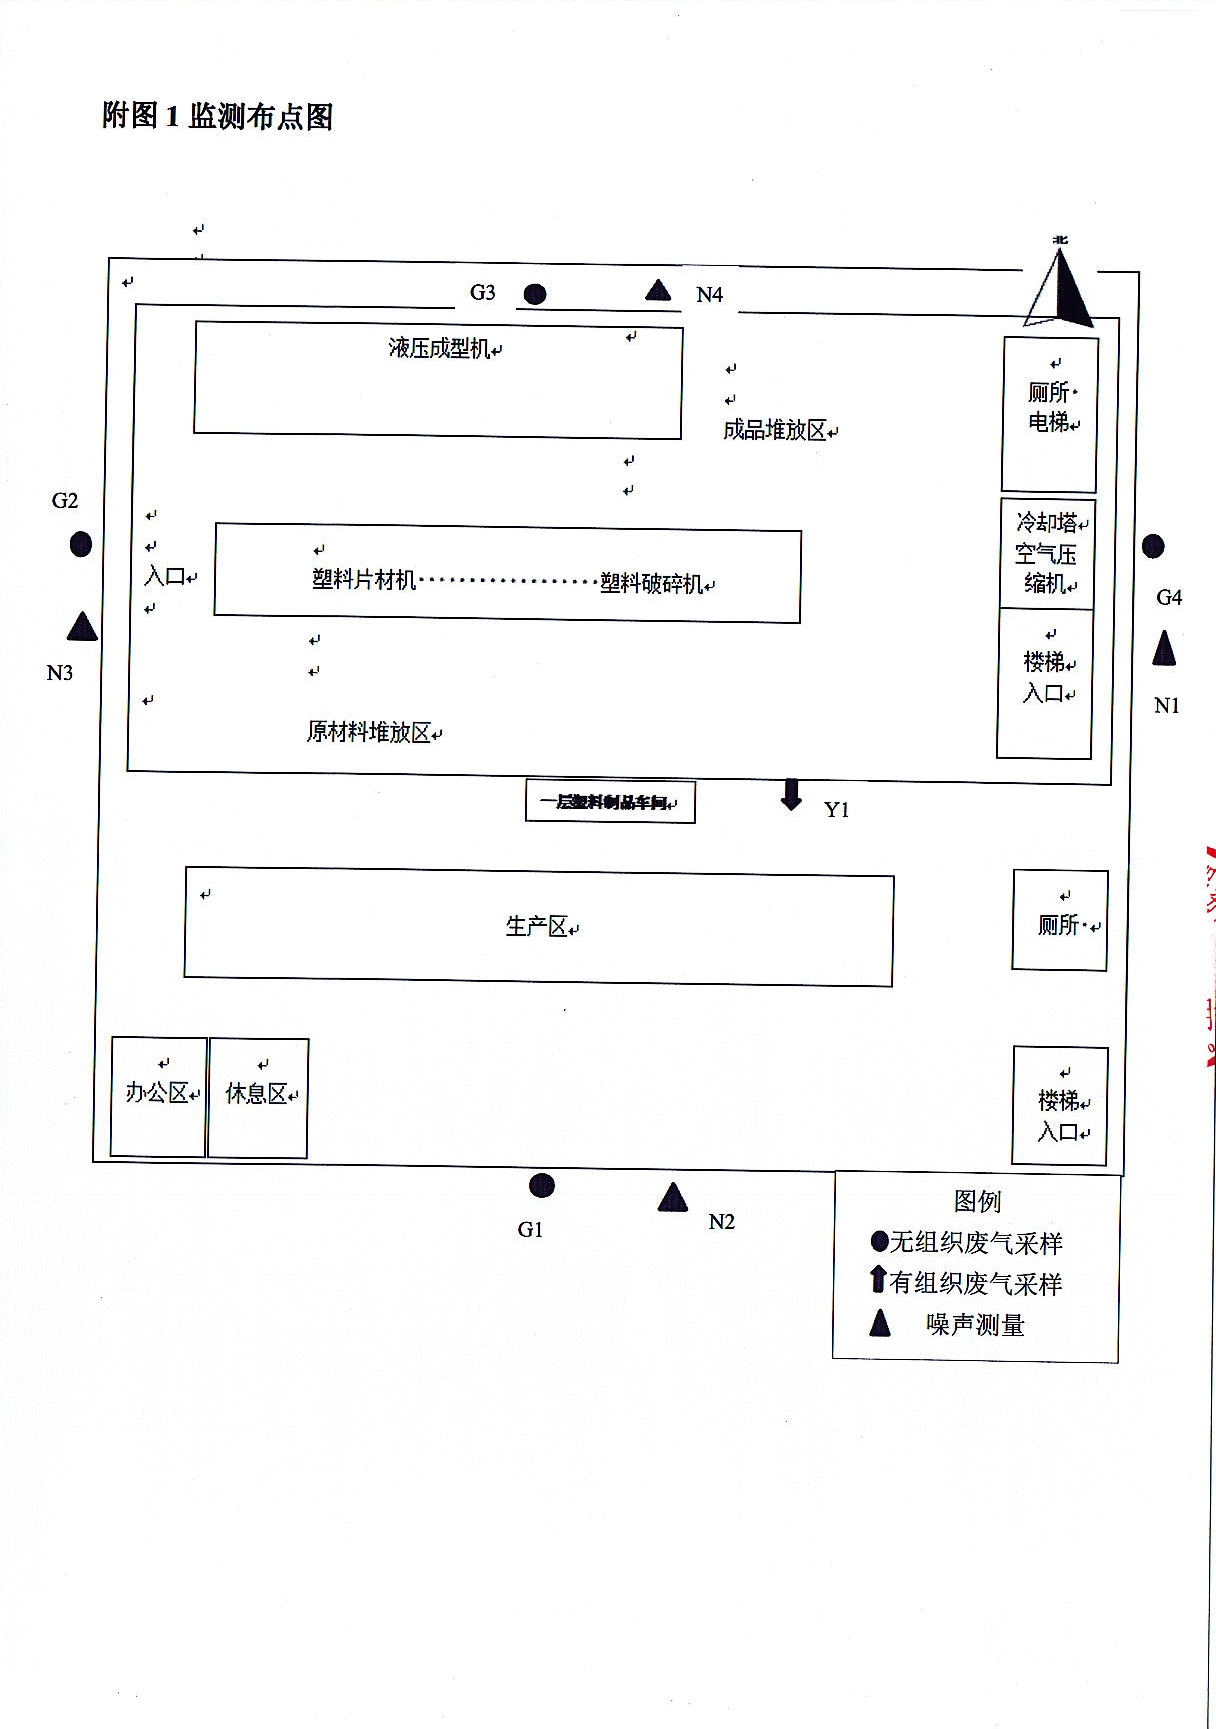 附图 1 监测布点图
北
G3
N4
液压成型机
厕所
电梯
成品堆放区
G2
冷却塔
空气压
缩机
入口
塑料片材机··················塑料破碎机
G4
N3
楼梯
入口
N1
原材料堆放区
一层塑料制品车间
Y1
生产区
厕所
办公区
休息区
楼梯
入口
G1
N2
图例
无组织废气采样
有组织废气采样
噪声测量